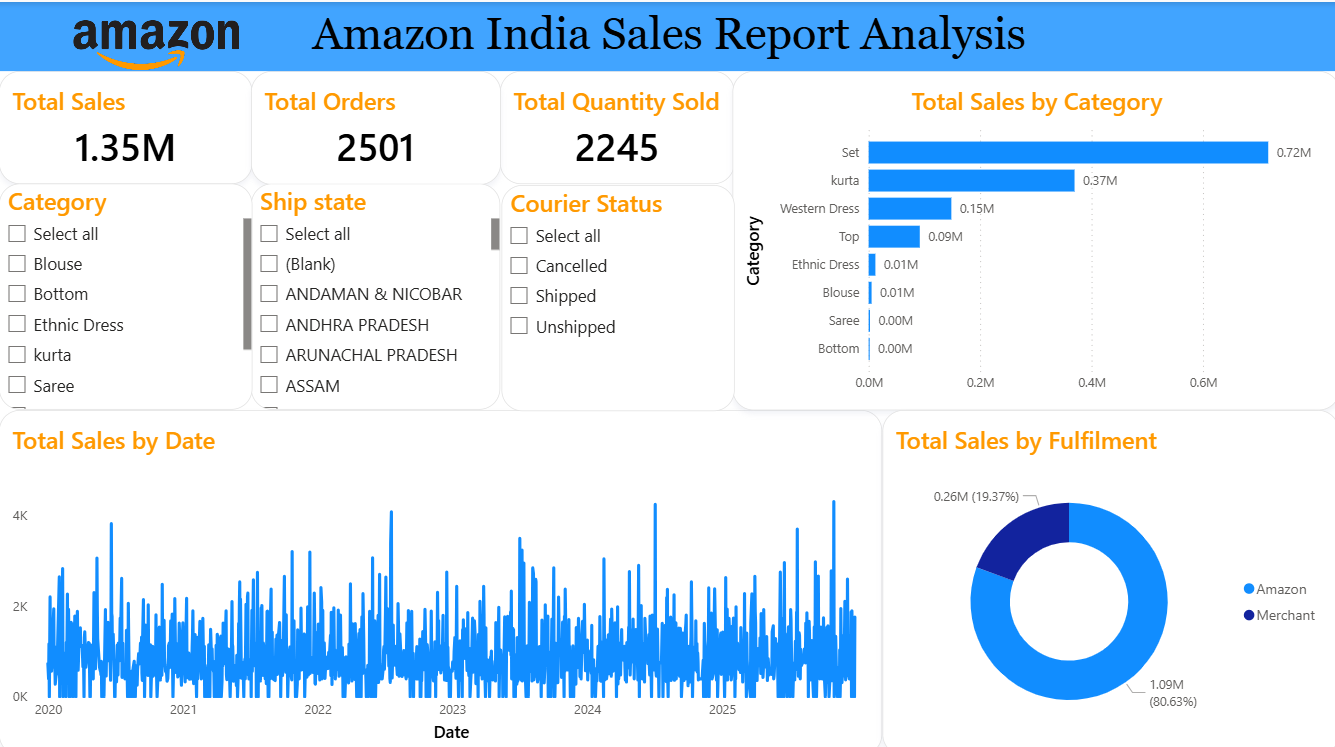 amazon
Amazon India Sales Report Analysis
Total Sales
1.35M
Total Orders
2501
Total Quantity Sold
2245
Category
Select all
Blouse
Bottom
Ethnic Dress
kurta
Saree
Ship state
Select all
(Blank)
ANDAMAN & NICOBAR
ANDHRA PRADESH
ARUNACHAL PRADESH
ASSAM
Courier Status
Select all
Cancelled
Shipped
Unshipped
Total Sales by Category
Category
Set 0.72M
kurta 0.37M
Western Dress 0.15M
Top 0.09M
Ethnic Dress 0.01M
Blouse 0.01M
Saree 0.00M
Bottom 0.00M
0.0M 0.2M 0.4M 0.6M
Total Sales by Date
4K
2K
0K
2020 2021 2022 2023 2024 2025
Date
Total Sales by Fulfilment
0.26M (19.37%)
1.09M
(80.63%)
Amazon
Merchant